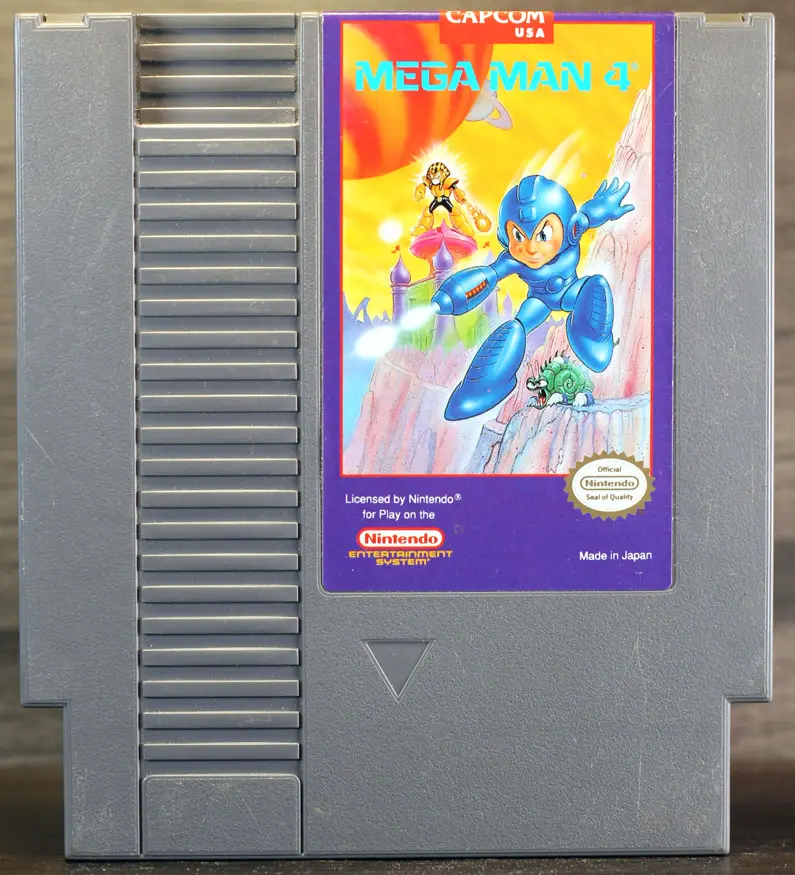 CAPCOM
USA
MEGA MAN 4®
Licensed by Nintendo®
for Play on the
Nintendo
ENTERTAINMENT
SYSTEM®
Official
Nintendo
Seal of Quality
Made in Japan